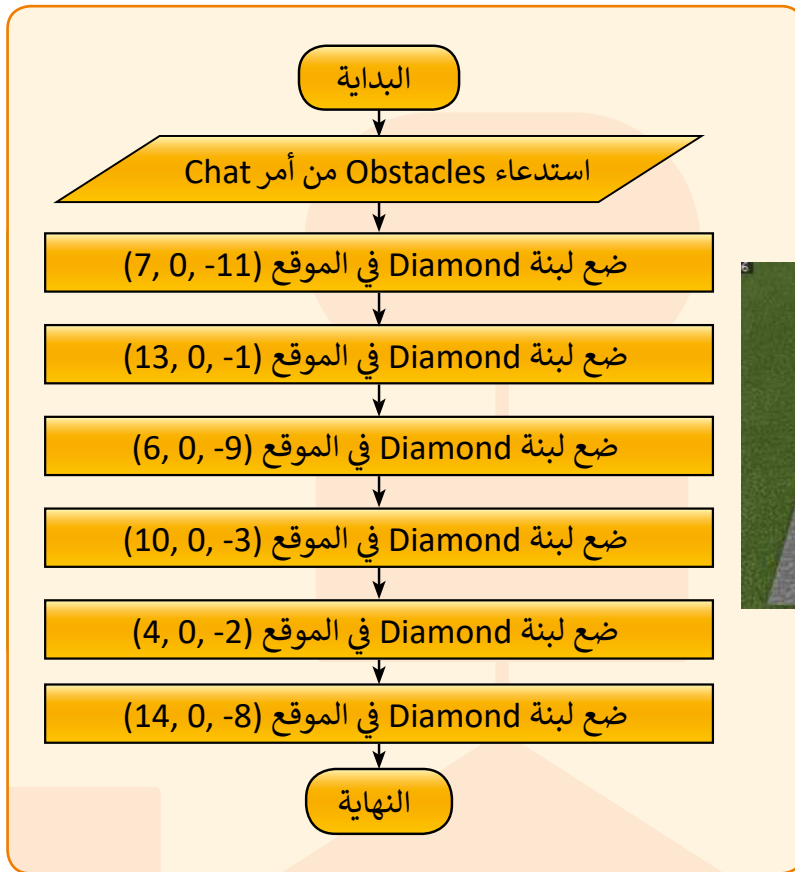 البداية
استدعاء Obstacles من أمر Chat
ضع لبنة Diamond في الموقع (7, 0, -11)
ضع لبنة Diamond في الموقع (13, 0, -1)
ضع لبنة Diamond في الموقع (6, 0, -9)
ضع لبنة Diamond في الموقع (10, 0, -3)
ضع لبنة Diamond في الموقع (4, 0, -2)
ضع لبنة Diamond في الموقع (14, 0, -8)
النهاية